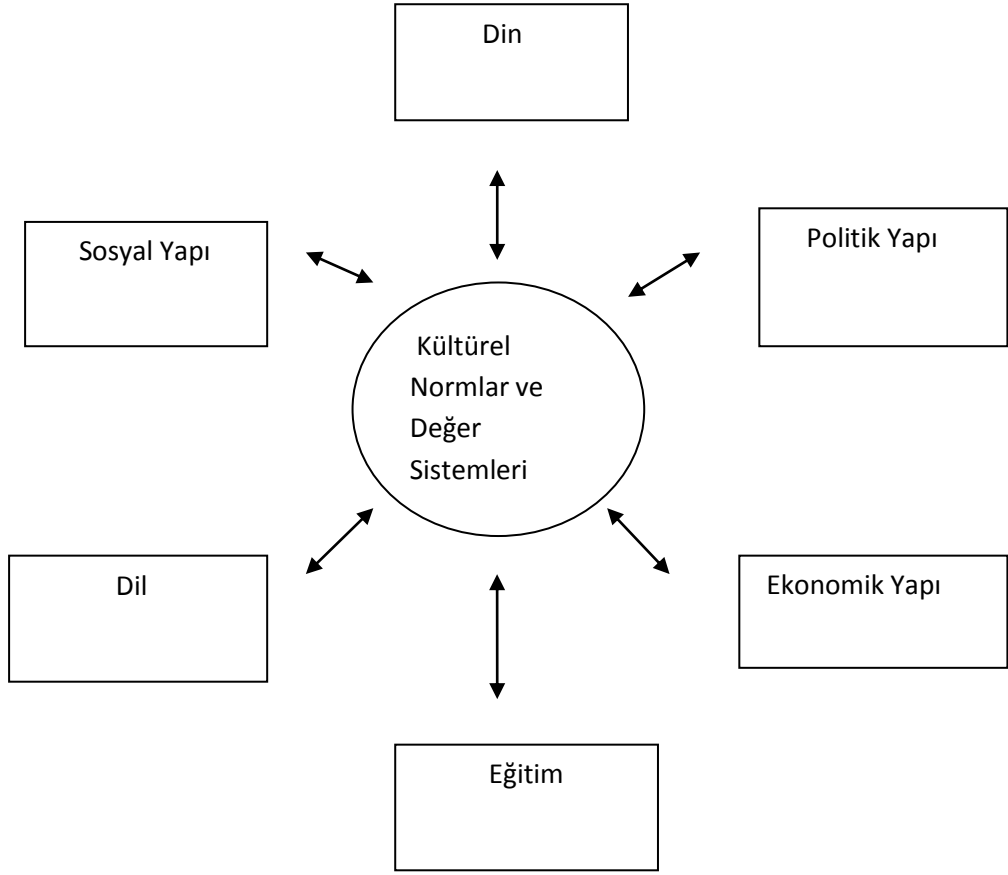 Din
Sosyal Yapı
Politik Yapı
Kültürel
Normlar ve
Değer
Sistemleri
Dil
Ekonomik Yapı
Eğitim